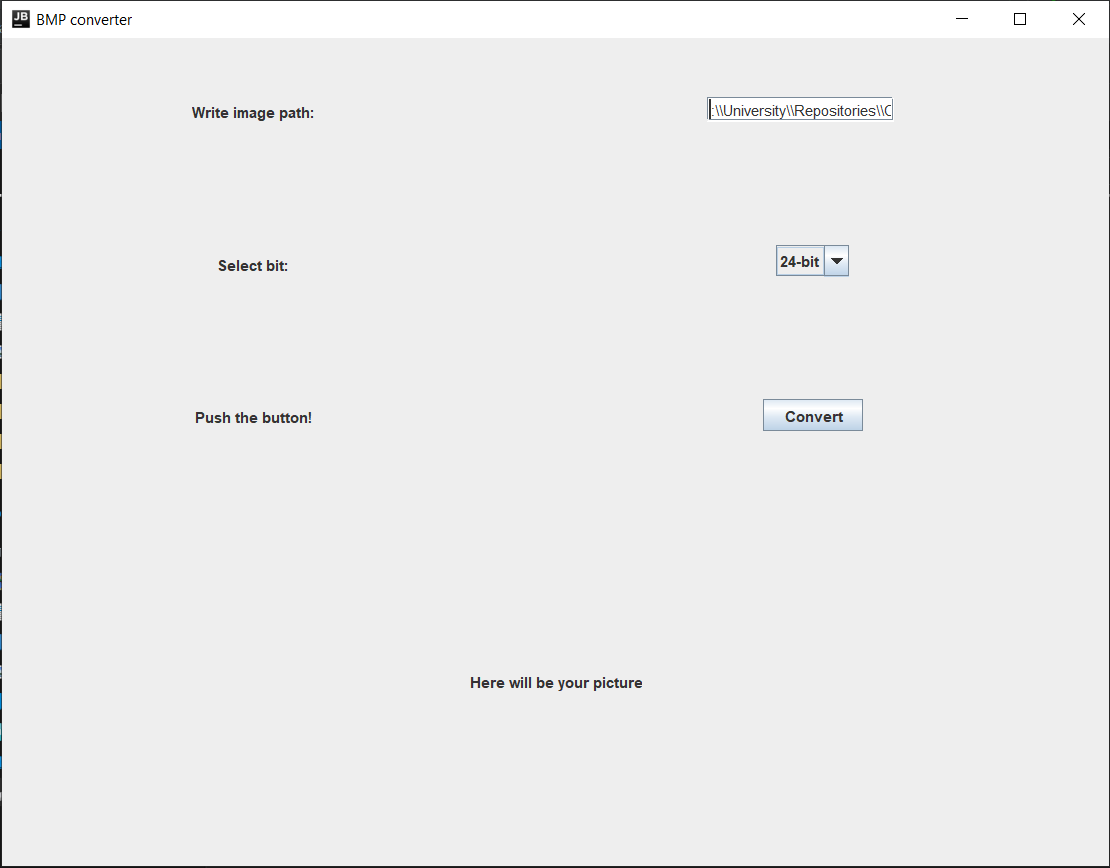 JB BMP converter
Write image path: :\\University\\Repositories\\C
Select bit: 24-bit
Push the button! Convert
Here will be your picture